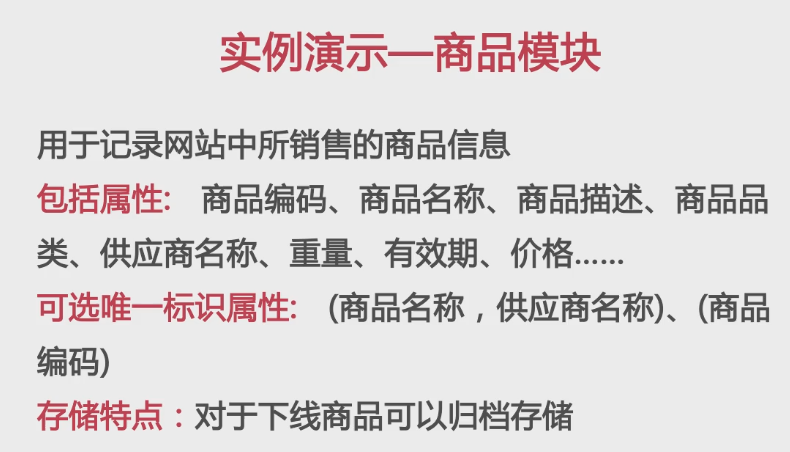 实例演示—商品模块
用于记录网站中所销售的商品信息
包括属性: 商品编码、商品名称、商品描述、商品品
类、供应商名称、重量、有效期、价格......
可选唯一标识属性: (商品名称，供应商名称)、(商品
编码)
存储特点：对于下线商品可以归档存储